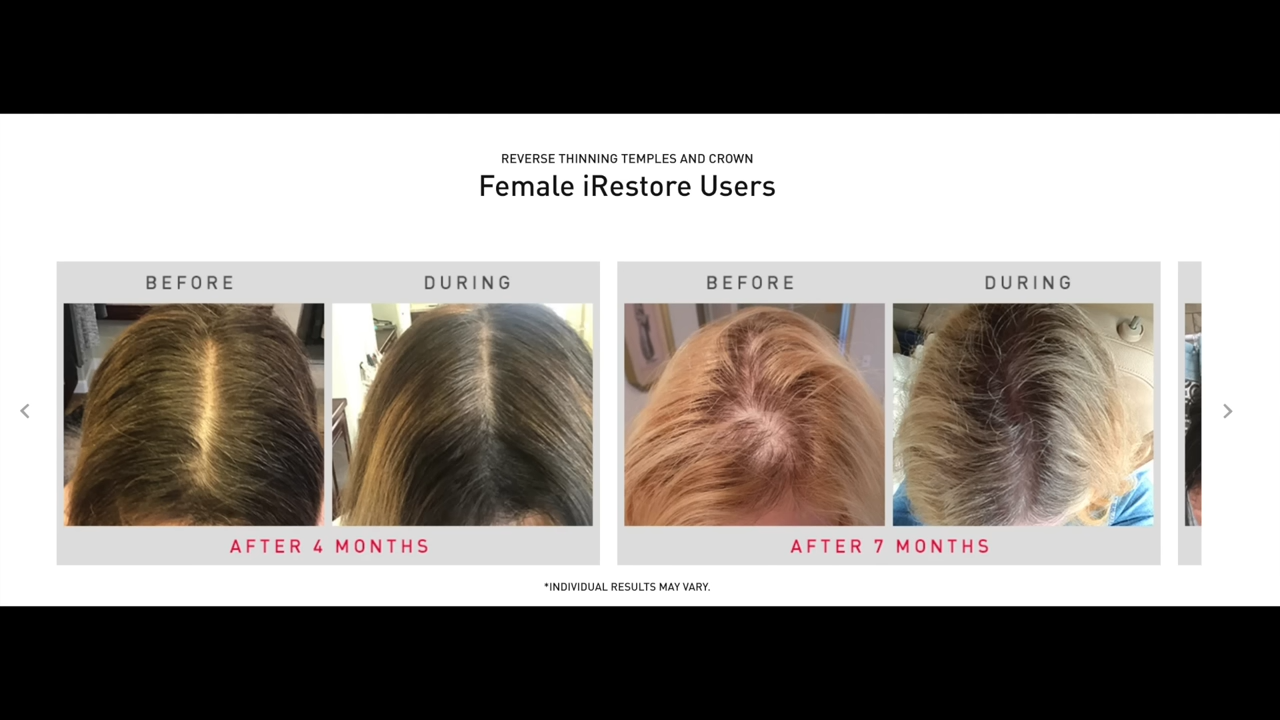 REVERSE THINNING TEMPLES AND CROWN
Female iRestore Users
BEFORE DURING
AFTER 4 MONTHS
BEFORE DURING
AFTER 7 MONTHS
*INDIVIDUAL RESULTS MAY VARY.